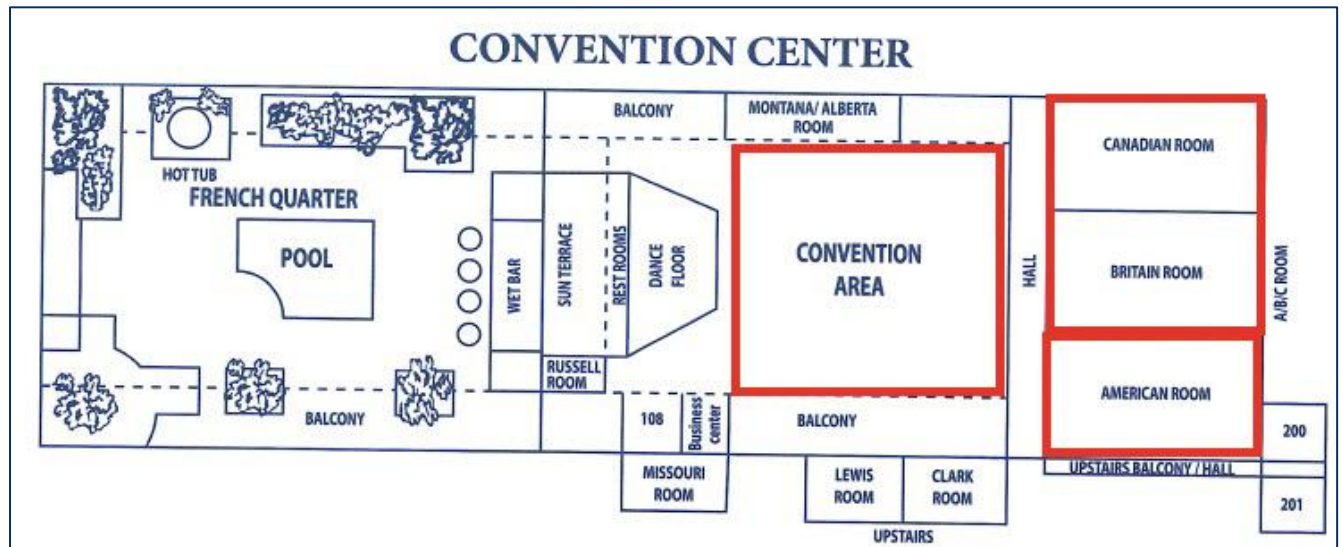 CONVENTION CENTER
BALCONY
MONTANA/ ALBERTA
ROOM
CANADIAN ROOM
HOT TUB
FRENCH QUARTER
POOL
WET BAR
SUN TERRACE
REST ROOMS
DANCE
FLOOR
CONVENTION
AREA
HALL
BRITAIN ROOM
A/B/C ROOM
RUSSELL
ROOM
AMERICAN ROOM
BALCONY
108
Business
center
BALCONY
200
UPSTAIRS BALCONY / HALL
MISSOURI
ROOM
LEWIS
ROOM
CLARK
ROOM
201
UPSTAIRS